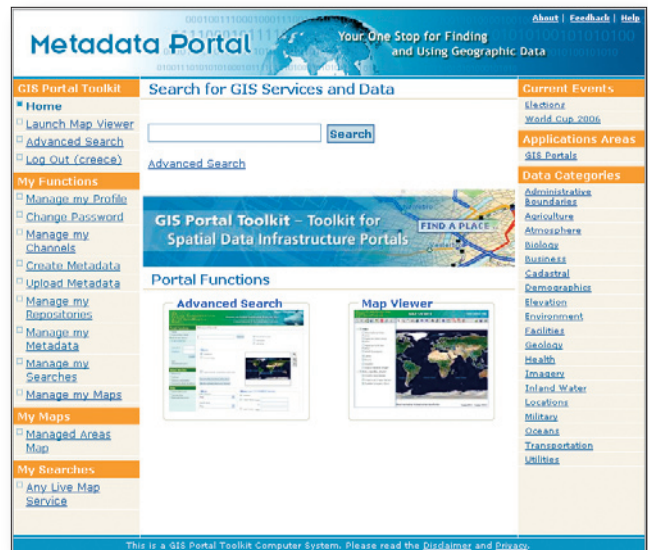 About | Feedback | Help
Metadata Portal
Your One Stop for Finding
and Using Geographic Data
GIS Portal Toolkit
Home
Launch Map Viewer
Advanced Search
Log Out (creece)
My Functions
Manage my Profile
Change Password
Manage my
Channels
Create Metadata
Upload Metadata
Manage my
Repositories
Manage my
Metadata
Manage my
Searches
Manage my Maps
My Maps
Managed Areas
Map
My Searches
Any Live Map
Service
Search for GIS Services and Data
Search
Advanced Search
GIS Portal Toolkit – Toolkit for
Spatial Data Infrastructure Portals
FIND A PLACE
Portal Functions
Advanced Search
Map Viewer
Current Events
Elections
World Cup 2006
Applications Areas
GIS Portals
Data Categories
Administrative
Boundaries
Agriculture
Atmosphere
Biology
Business
Cadastral
Demographics
Elevation
Environment
Facilities
Geology
Health
Imagery
Inland Water
Locations
Military
Oceans
Transportation
Utilities
This is a GIS Portal Toolkit Computer System. Please read the Disclaimer and Privacy.